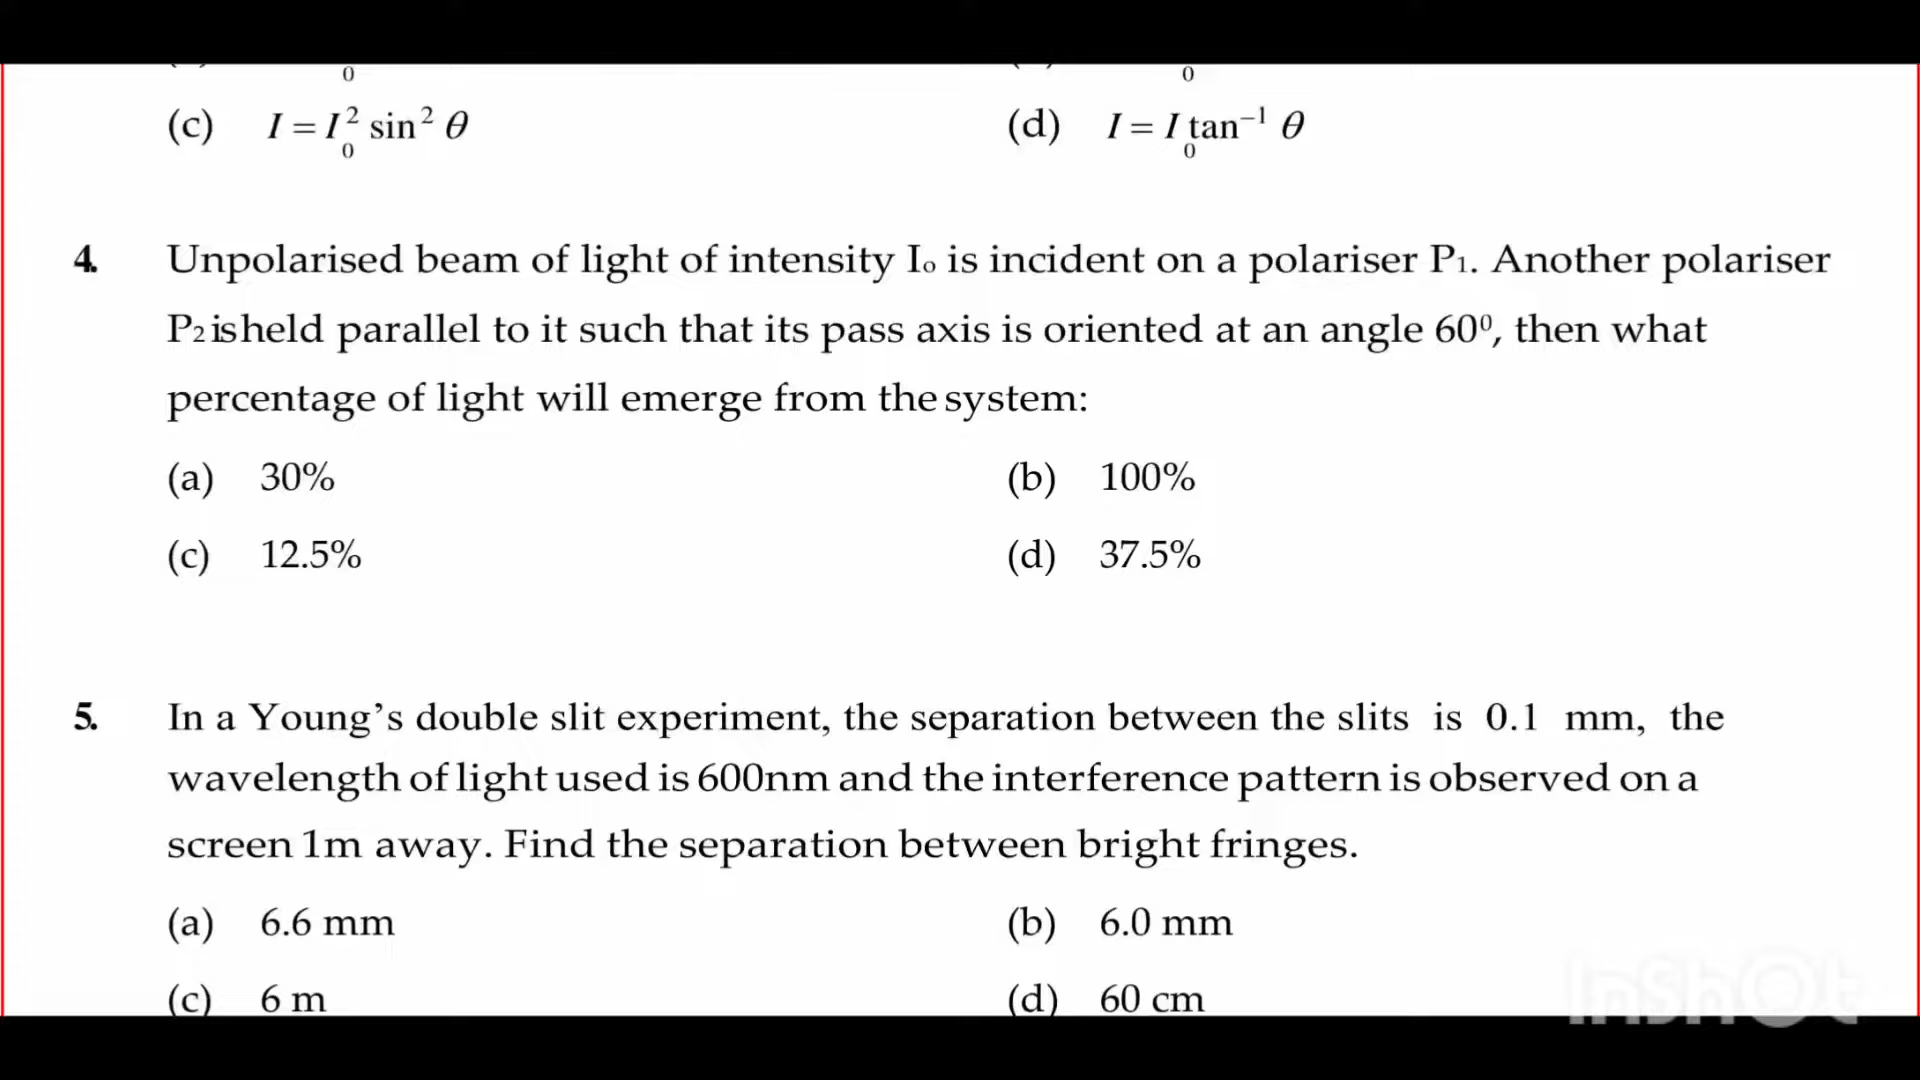 0 0
(c) I = I₀² sin² θ (d) I = I₀ tan⁻¹ θ
4. Unpolarised beam of light of intensity I₀ is incident on a polariser P₁. Another polariser
P₂ isheld parallel to it such that its pass axis is oriented at an angle 60⁰, then what
percentage of light will emerge from the system:
(a) 30% (b) 100%
(c) 12.5% (d) 37.5%
5. In a Young’s double slit experiment, the separation between the slits is 0.1 mm, the
wavelength of light used is 600nm and the interference pattern is observed on a
screen 1m away. Find the separation between bright fringes.
(a) 6.6 mm (b) 6.0 mm
(c) 6 m (d) 60 cm
InShOt